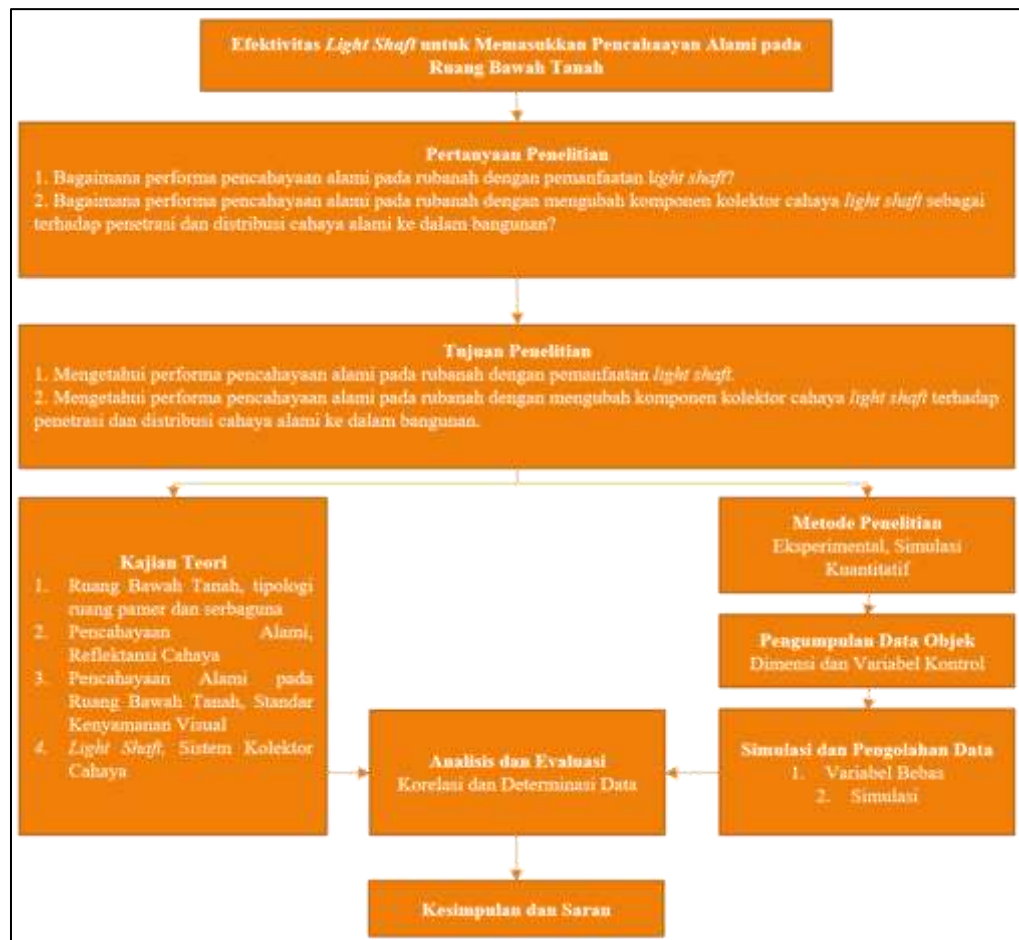 Efektivitas Light Shaft untuk Memasukkan Pencahaayan Alami pada
Ruang Bawah Tanah
Pertanyaan Penelitian
1. Bagaimana performa pencahayaan alami pada rubanah dengan pemanfaatan light shaft?
2. Bagaimana performa pencahayaan alami pada rubanah dengan mengubah komponen kolektor cahaya light shaft sebagai
terhadap penetrasi dan distribusi cahaya alami ke dalam bangunan?
Tujuan Penelitian
1. Mengetahui performa pencahayaan alami pada rubanah dengan pemanfaatan light shaft.
2. Mengetahui performa pencahayaan alami pada rubanah dengan mengubah komponen kolektor cahaya light shaft terhadap
penetrasi dan distribusi cahaya alami ke dalam bangunan.
Kajian Teori
1. Ruang Bawah Tanah, tipologi
ruang pamer dan serbaguna
2. Pencahayaan Alami,
Reflektansi Cahaya
3. Pencahayaan Alami pada
Ruang Bawah Tanah, Standar
Kenyamanan Visual
4. Light Shaft, Sistem Kolektor
Cahaya
Metode Penelitian
Eksperimental, Simulasi
Kuantitatif
Pengumpulan Data Objek
Dimensi dan Variabel Kontrol
Simulasi dan Pengolahan Data
1. Variabel Bebas
2. Simulasi
Analisis dan Evaluasi
Korelasi dan Determinasi Data
Kesimpulan dan Saran